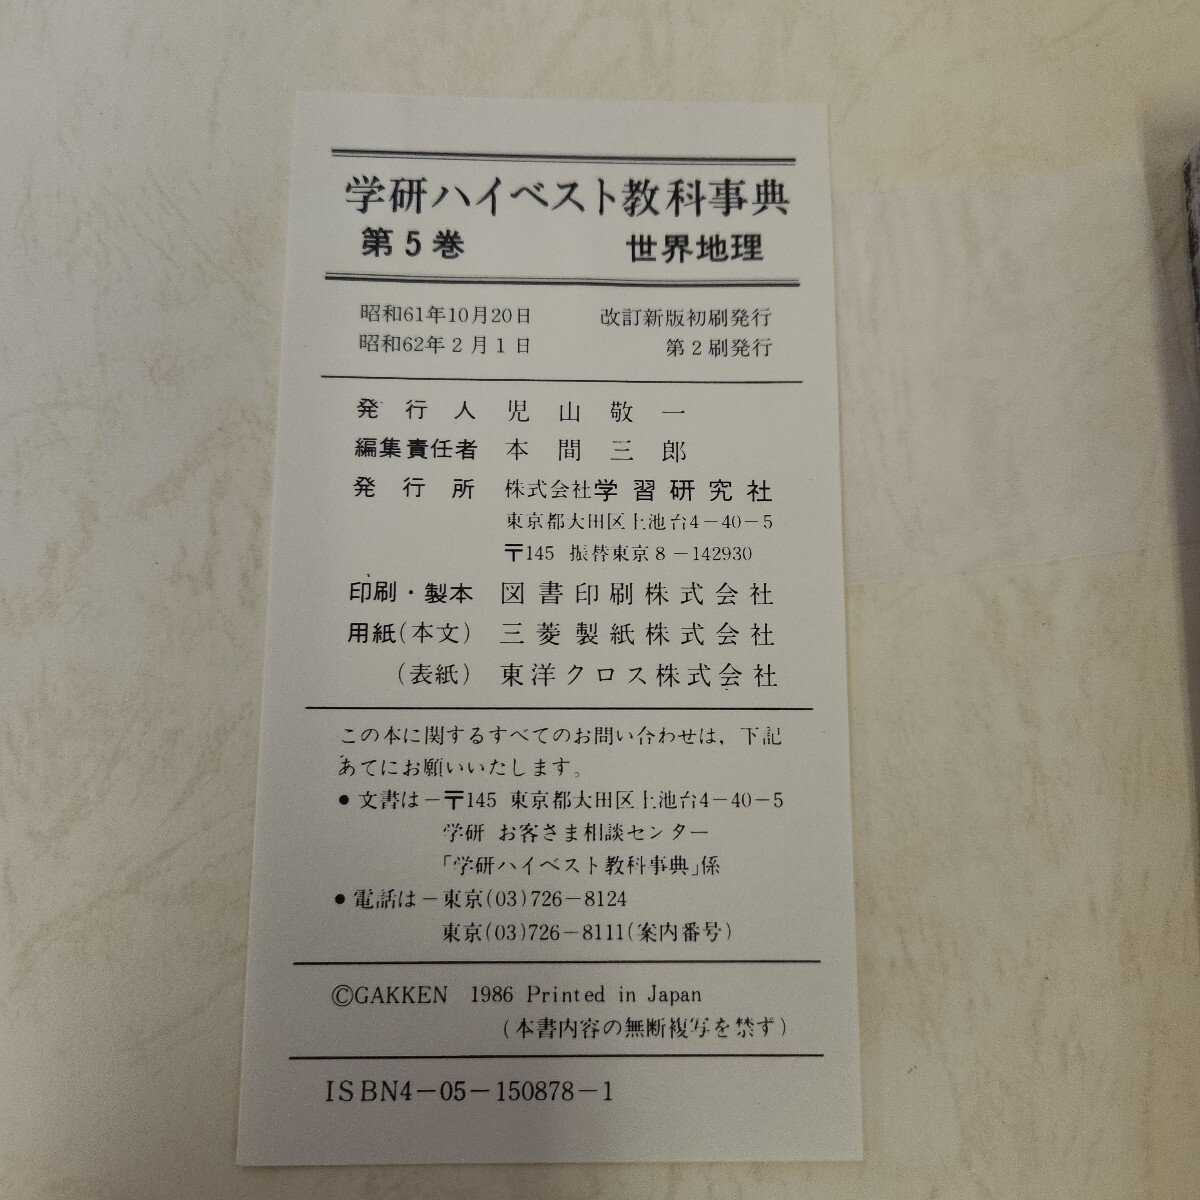 学研ハイベスト教科事典
第5巻 世界地理
昭和61年10月20日 改訂新版初刷発行
昭和62年2月1日 第2刷発行
発行人 児山敬一
編集責任者 本間三郎
発行所 株式会社学習研究社
東京都大田区上池台4-40-5
〒145 振替東京8-142930
印刷・製本 図書印刷株式会社
用紙(本文) 三菱製紙株式会社
(表紙) 東洋クロス株式会社
この本に関するすべてのお問い合わせは、下記
あてにお願いいたします。
●文書は-〒145 東京都大田区上池台4-40-5
学研 お客さま相談センター
「学研ハイベスト教科事典」係
●電話は-東京(03)726-8124
東京(03)726-8111(案内番号)
©GAKKEN 1986 Printed in Japan
(本書内容の無断複写を禁ず)
ISBN4-05-150878-1